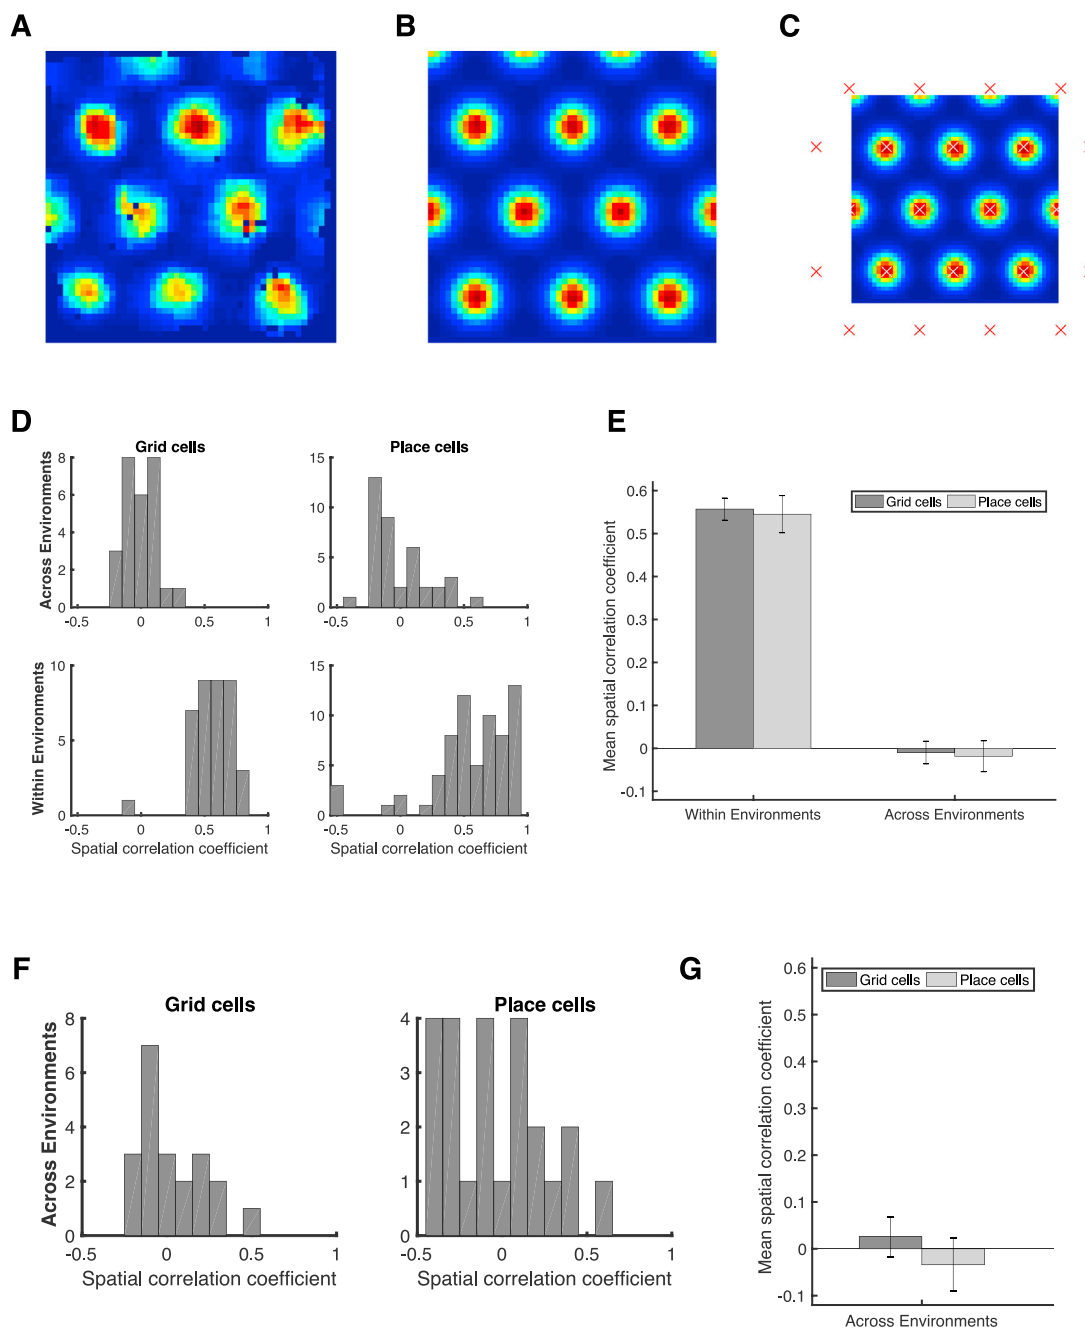 A
B
C
D
Grid cells
Place cells
Across Environments
8
6
4
2
0
-0.5
0
0.5
1
15
10
5
0
-0.5
0
0.5
1
Within Environments
10
5
0
-0.5
0
0.5
1
Spatial correlation coefficient
15
10
5
0
-0.5
0
0.5
1
Spatial correlation coefficient
E
Mean spatial correlation coefficient
0.6
0.5
0.4
0.3
0.2
0.1
0
-0.1
Grid cells
Place cells
Within Environments
Across Environments
F
Grid cells
Across Environments
8
6
4
2
0
-0.5
0
0.5
1
Spatial correlation coefficient
Place cells
4
3
2
1
0
-0.5
0
0.5
1
Spatial correlation coefficient
G
Mean spatial correlation coefficient
0.6
0.5
0.4
0.3
0.2
0.1
0
-0.1
Grid cells
Place cells
Across Environments